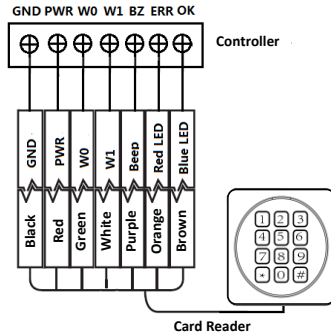 GND PWR W0 W1 BZ ERR OK
Controller
GND
PWR
W0
W1
Beep
Red LED
Blue LED
Black
Red
Green
White
Purple
Orange
Brown
1 2 3
4 5 6
7 8 9
* 0 #
Card Reader